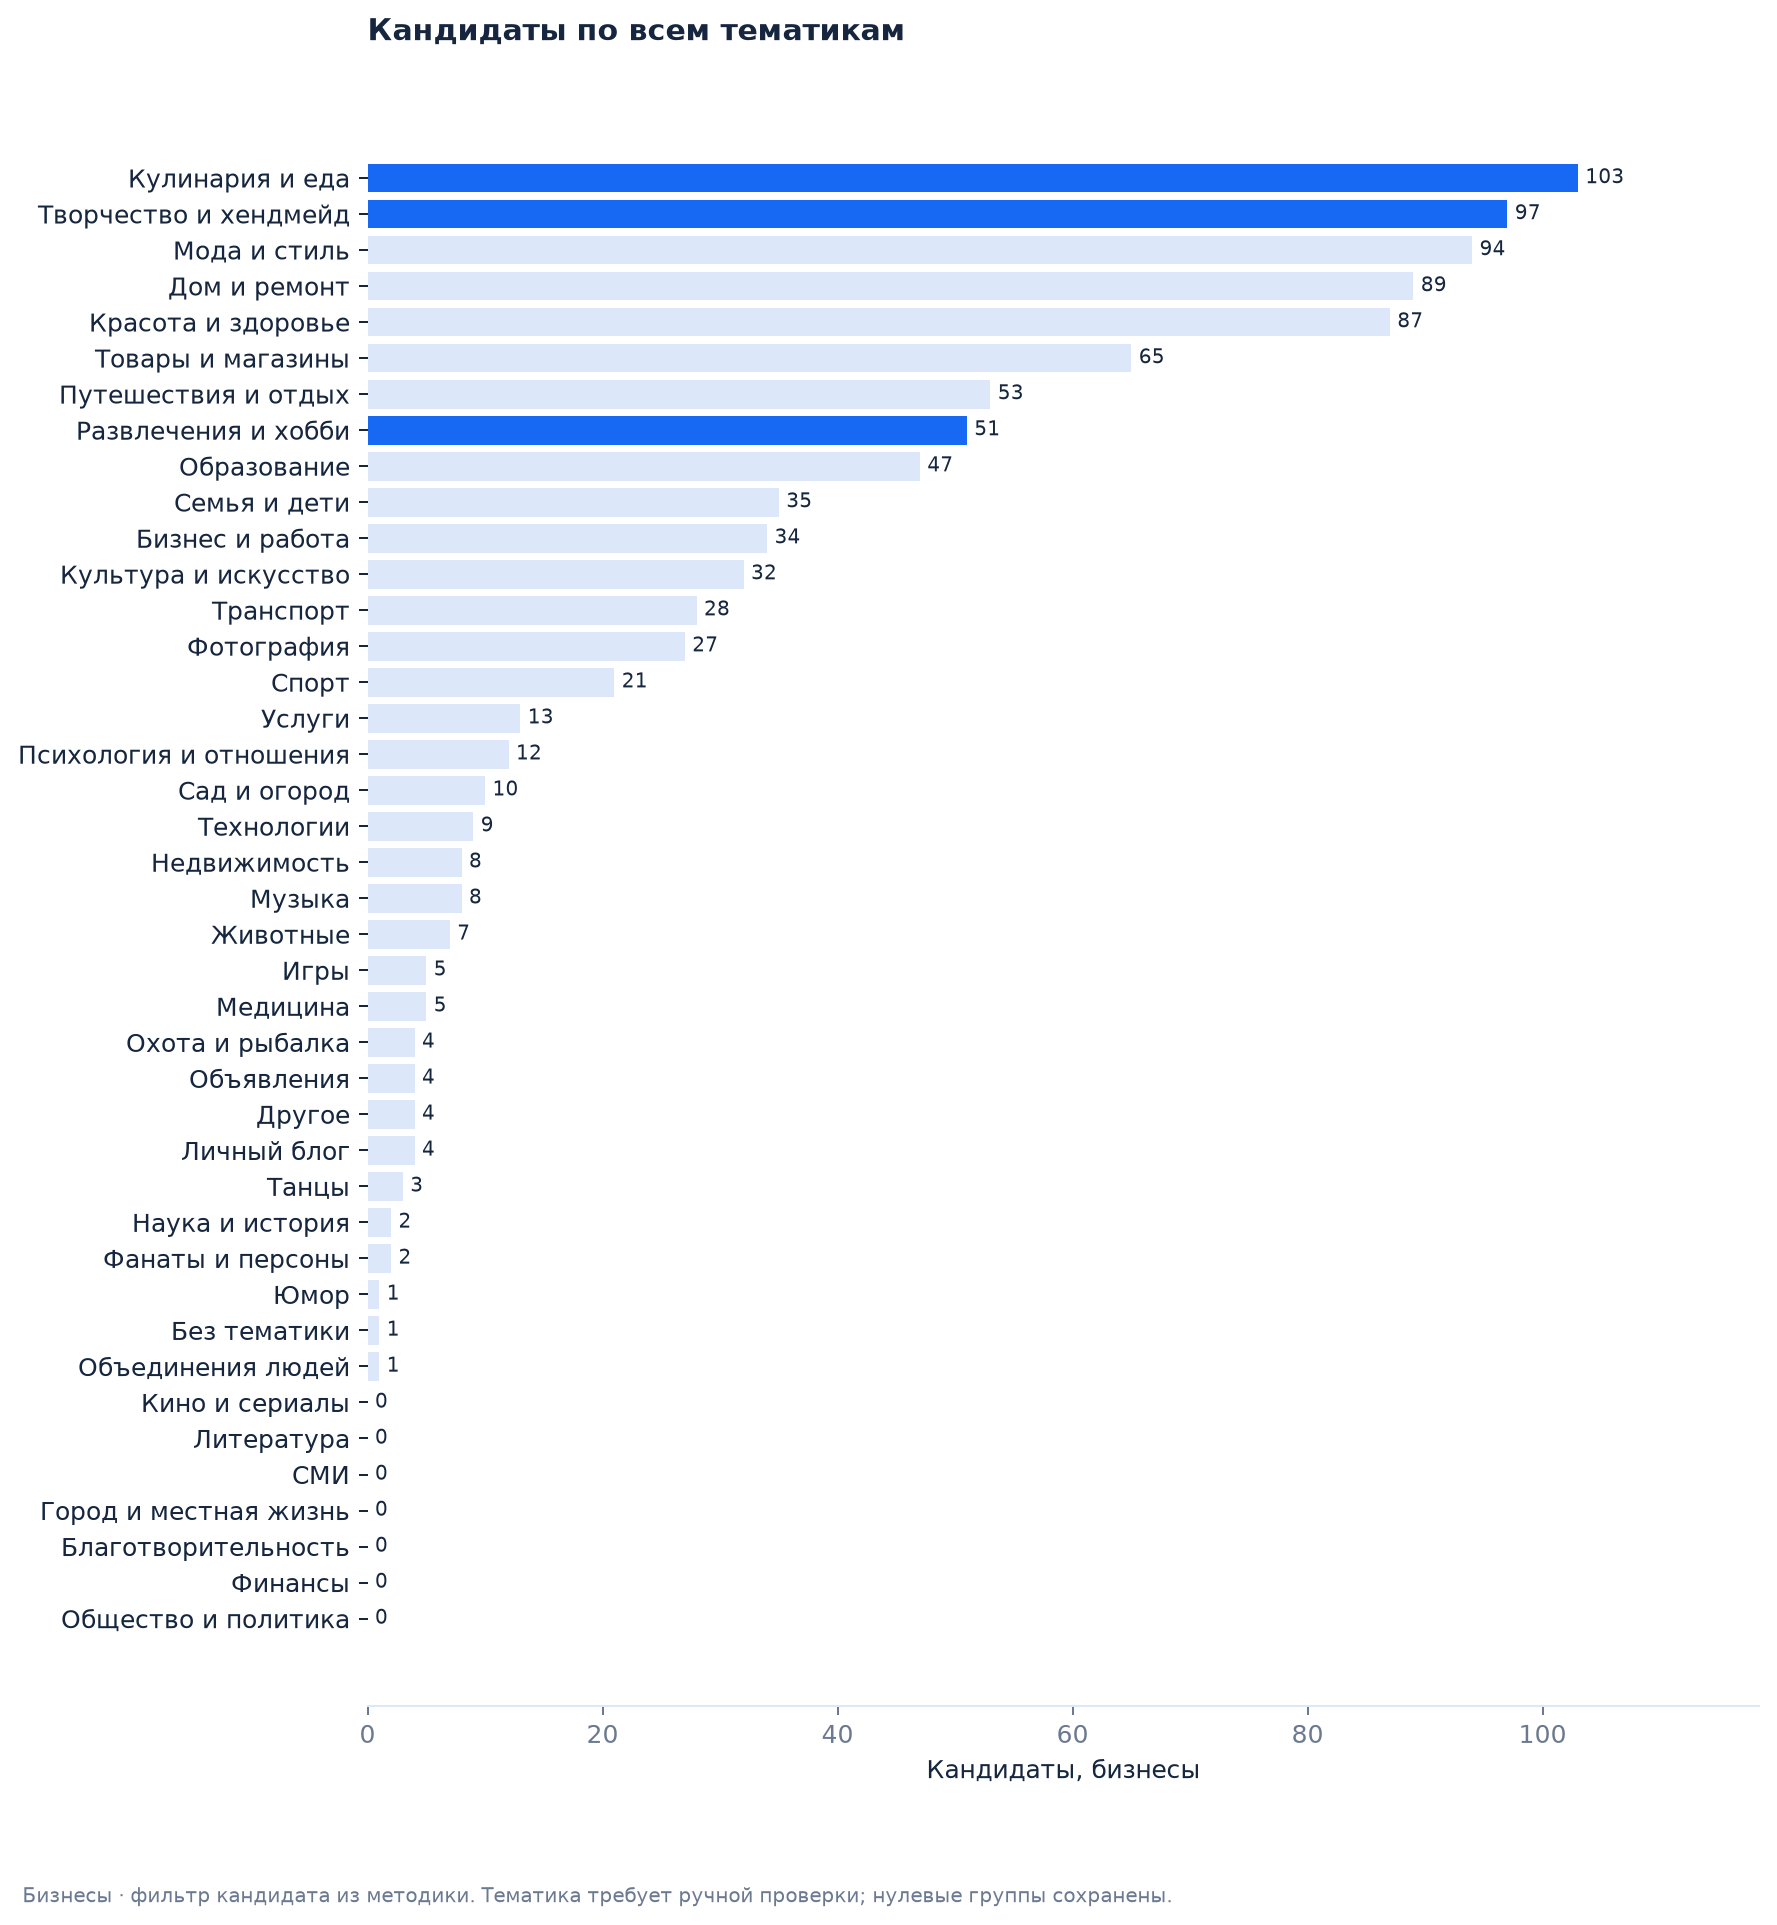 Кандидаты по всем тематикам
Кулинария и еда 103
Творчество и хендмейд 97
Мода и стиль 94
Дом и ремонт 89
Красота и здоровье 87
Товары и магазины 65
Путешествия и отдых 53
Развлечения и хобби 51
Образование 47
Семья и дети 35
Бизнес и работа 34
Культура и искусство 32
Транспорт 28
Фотография 27
Спорт 21
Услуги 13
Психология и отношения 12
Сад и огород 10
Технологии 9
Недвижимость 8
Музыка 8
Животные 7
Игры 5
Медицина 5
Охота и рыбалка 4
Объявления 4
Другое 4
Личный блог 4
Танцы 3
Наука и история 2
Фанаты и персоны 2
Юмор 1
Без тематики 1
Объединения людей 1
Кино и сериалы 0
Литература 0
СМИ 0
Город и местная жизнь 0
Благотворительность 0
Финансы 0
Общество и политика 0
0 20 40 60 80 100
Кандидаты, бизнесы
Бизнесы · фильтр кандидата из методики. Тематика требует ручной проверки; нулевые группы сохранены.